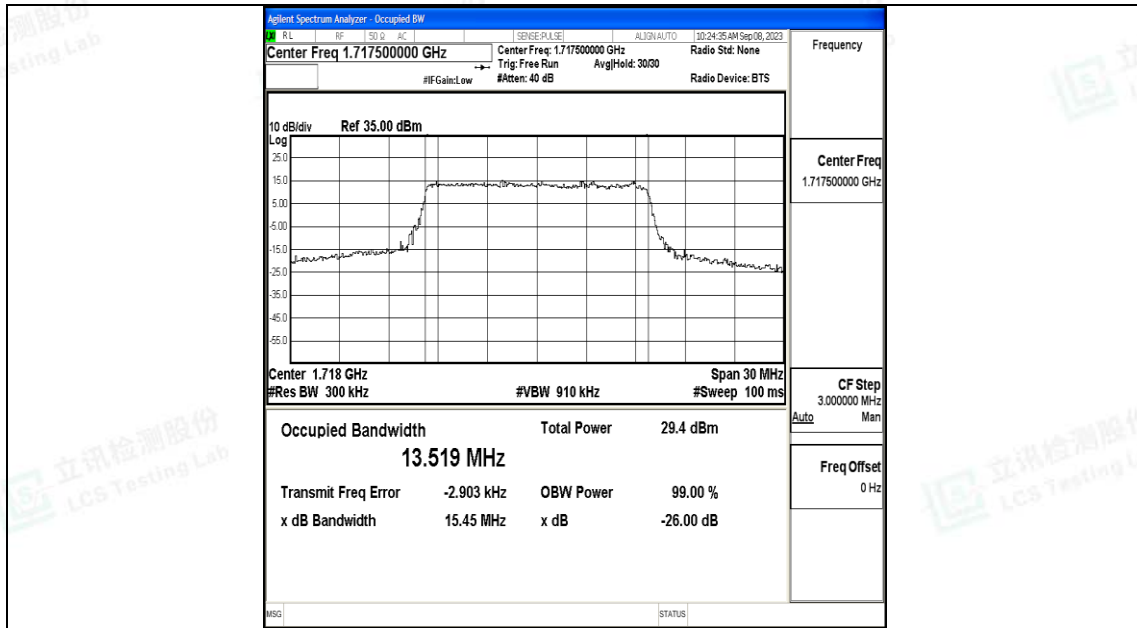 Agilent Spectrum Analyzer - Occupied BW
LXI RL RF 50 Ω AC SENSE:PULSE ALIGN AUTO 10:24:35 AM Sep 08, 2023
Center Freq 1.717500000 GHz
Center Freq: 1.717500000 GHz Radio Std: None
Trig: Free Run Avg|Hold: 30/30
#IFGain:Low #Atten: 40 dB Radio Device: BTS
Frequency
10 dB/div Ref 35.00 dBm
Log
25.0
15.0
5.00
-5.00
-15.0
-25.0
-35.0
-45.0
-55.0
Center 1.718 GHz Span 30 MHz
#Res BW 300 kHz #VBW 910 kHz #Sweep 100 ms
Center Freq
1.717500000 GHz
CF Step
3.000000 MHz
Auto Man
Freq Offset
0 Hz
Occupied Bandwidth Total Power 29.4 dBm
13.519 MHz
Transmit Freq Error -2.903 kHz OBW Power 99.00 %
x dB Bandwidth 15.45 MHz x dB -26.00 dB
MSG STATUS
立讯检测股份
LCS Testing Lab
立讯检测股份